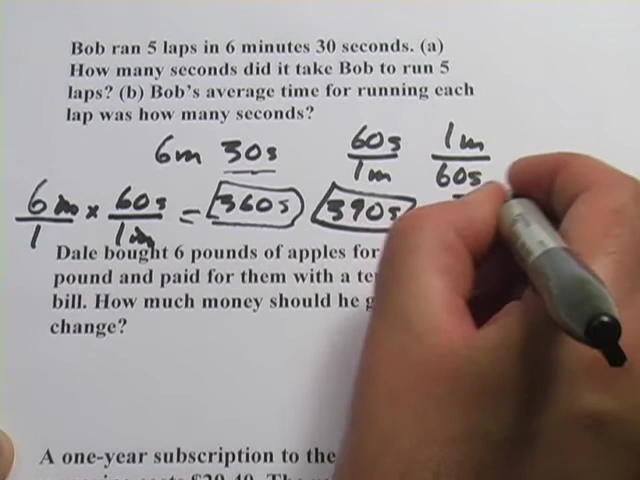 Bob ran 5 laps in 6 minutes 30 seconds. (a)
How many seconds did it take Bob to run 5
laps? (b) Bob's average time for running each
lap was how many seconds?
6m 30s 60s/1m 1m/60s
6m/1 x 60s/1m = 360s 390s
Dale bought 6 pounds of apples for
pound and paid for them with a
bill. How much money should he
change?
A one-year subscription to the